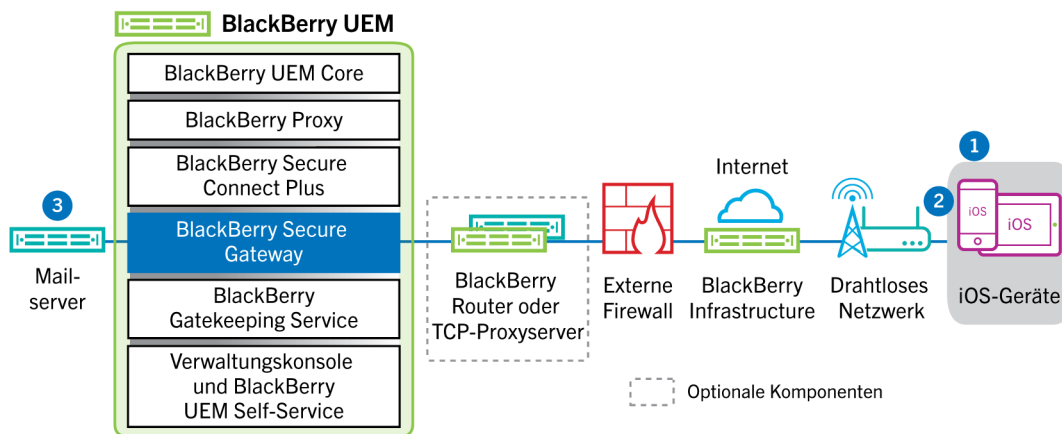 BlackBerry UEM
BlackBerry UEM Core
BlackBerry Proxy
BlackBerry Secure
Connect Plus
BlackBerry Secure
Gateway
BlackBerry
Gatekeeping Service
Verwaltungskonsole
und BlackBerry
UEM Self-Service
3
Mail-
server
BlackBerry
Router oder
TCP-Proxyserver
Externe
Firewall
Internet
BlackBerry
Infrastructure
Drahtloses
Netzwerk
2
1
iOS
iOS
iOS-Geräte
Optionale Komponenten